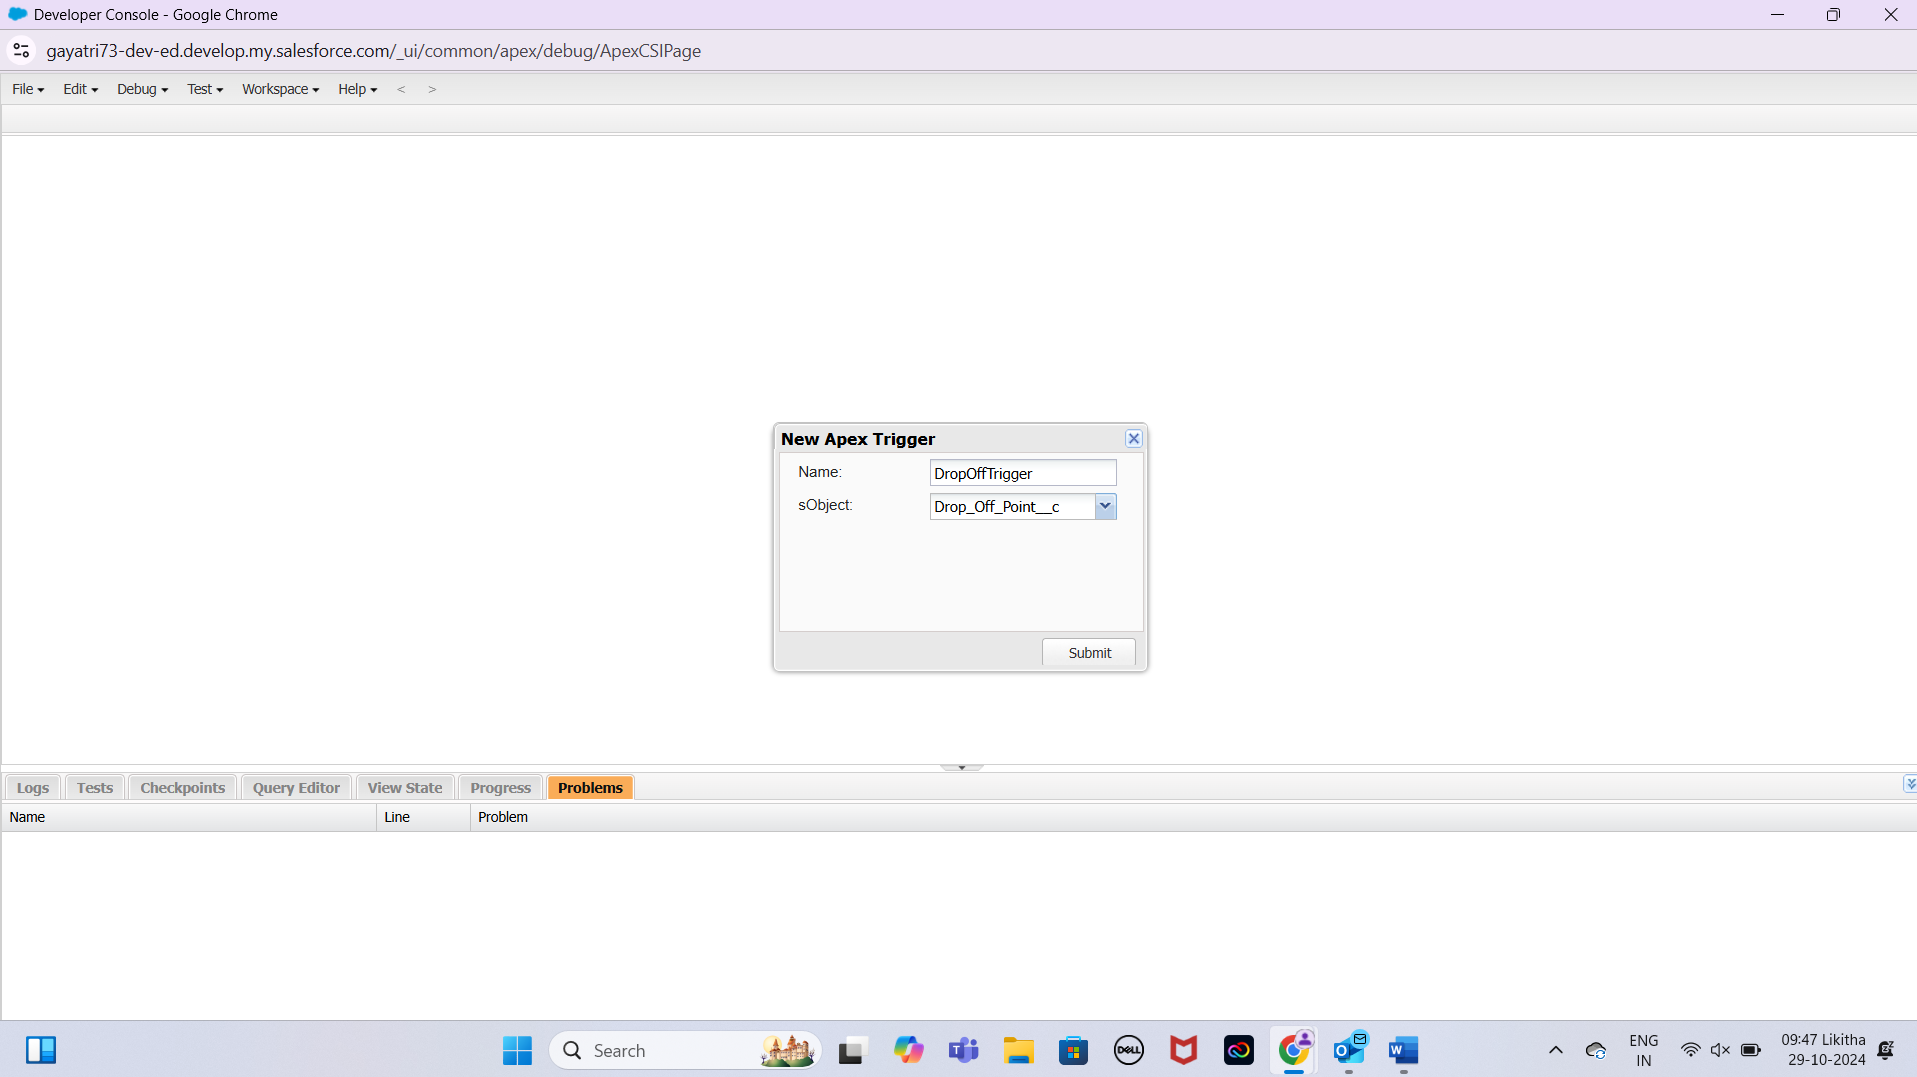 Developer Console - Google Chrome
gayatri73-dev-ed.develop.my.salesforce.com/_ui/common/apex/debug/ApexCSIPage
File Edit Debug Test Workspace Help < >
New Apex Trigger
Name: DropOffTrigger
sObject: Drop_Off_Point__c
Submit
Logs Tests Checkpoints Query Editor View State Progress Problems
Name Line Problem
Search
DELL
ENG
IN
09:47 Likitha
29-10-2024